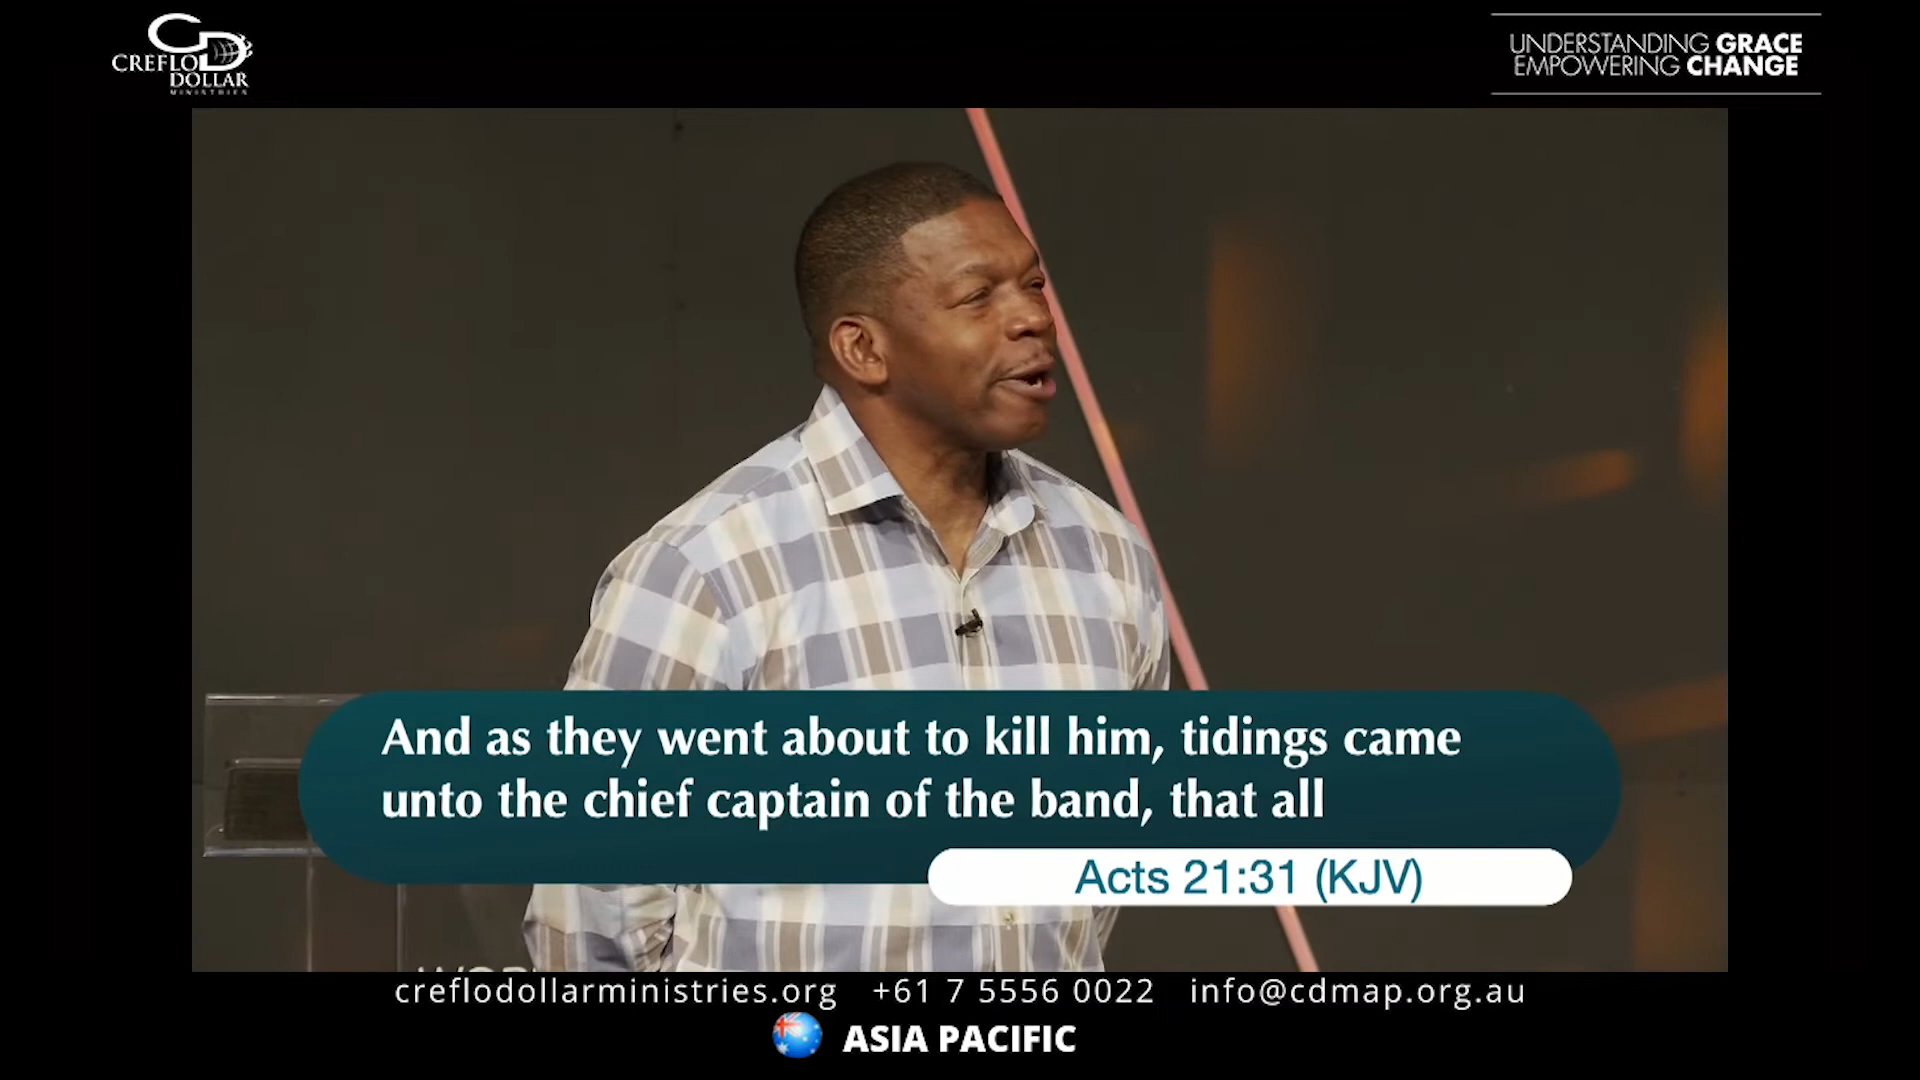 CD
CREFLO
DOLLAR
MINISTRIES
UNDERSTANDING GRACE
EMPOWERING CHANGE
And as they went about to kill him, tidings came
unto the chief captain of the band, that all
Acts 21:31 (KJV)
creflodollarministries.org +61 7 5556 0022 info@cdmap.org.au
ASIA PACIFIC